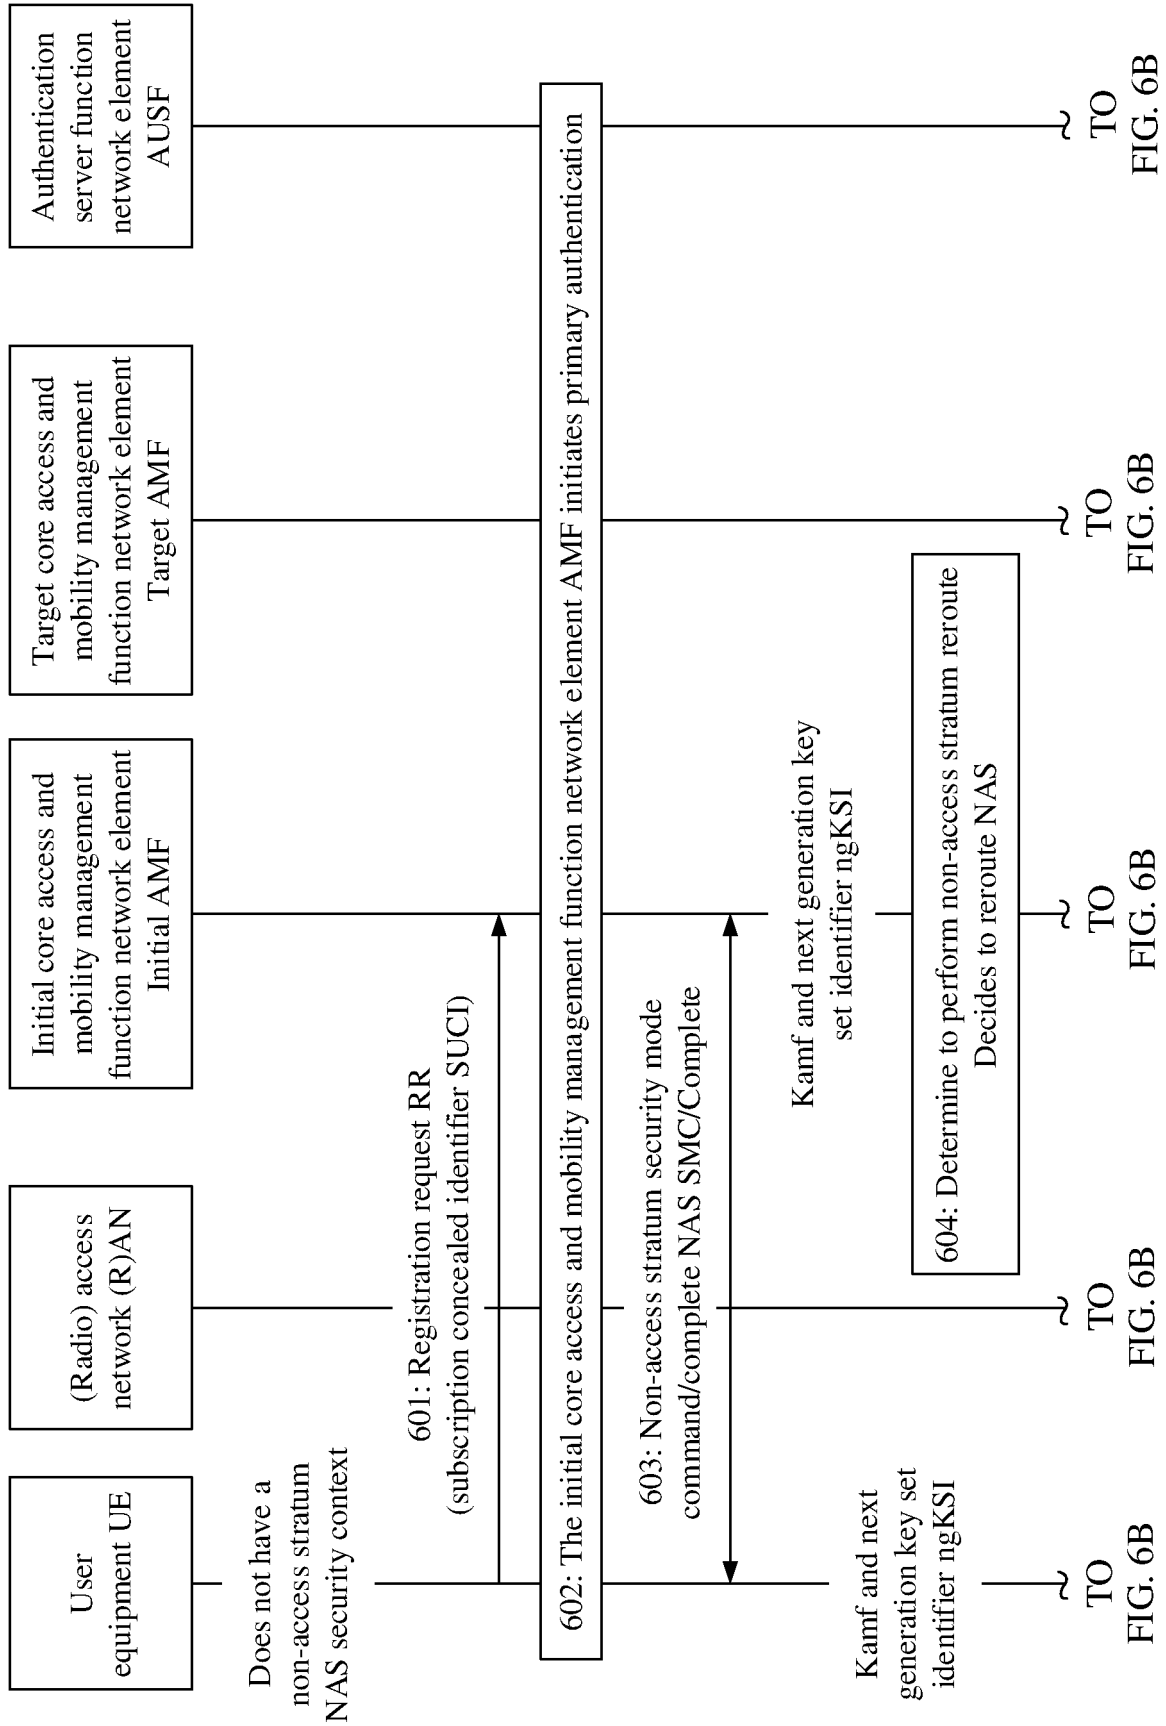 User
equipment UE
(Radio) access
network (R)AN
Initial core access and
mobility management
function network element
Initial AMF
Target core access and
mobility management
function network element
Target AMF
Authentication
server function
network element
AUSF
Does not have a
non-access stratum
NAS security context
601: Registration request RR
(subscription concealed identifier SUCI)
602: The initial core access and mobility management function network element AMF initiates primary authentication
603: Non-access stratum security mode
command/complete NAS SMC/Complete
Kamf and next generation key
set identifier ngKSI
Kamf and next
generation key set
identifier ngKSI
604: Determine to perform non-access stratum reroute
Decides to reroute NAS
TO
FIG. 6B
TO
FIG. 6B
TO
FIG. 6B
TO
FIG. 6B
TO
FIG. 6B